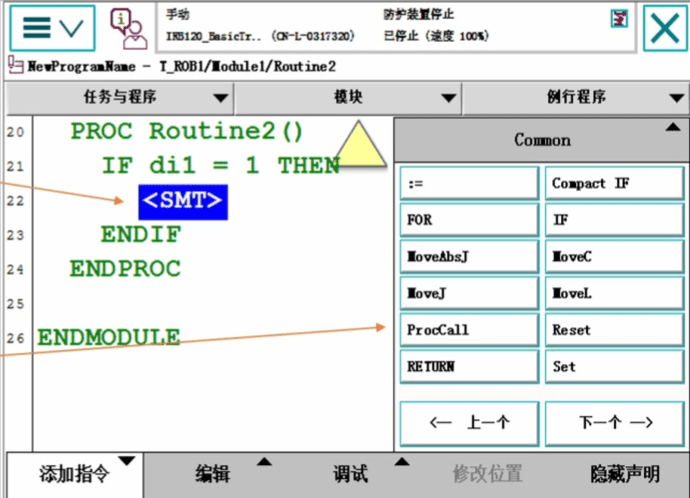 手动
防护装置停止
IRB120_BasicTr.. (CN-L-0317320)
已停止 (速度 100%)
NewProgramName - T_ROB1/Module1/Routine2
任务与程序
模块
例行程序
20 PROC Routine2()
21 IF di1 = 1 THEN
22 <SMT>
23 ENDIF
24 ENDPROC
25
26 ENDMODULE
Common
:= Compact IF
FOR IF
MoveAbsJ MoveC
MoveJ MoveL
ProcCall Reset
RETURN Set
<— 上一个 下一个 —>
添加指令 编辑 调试 修改位置 隐藏声明